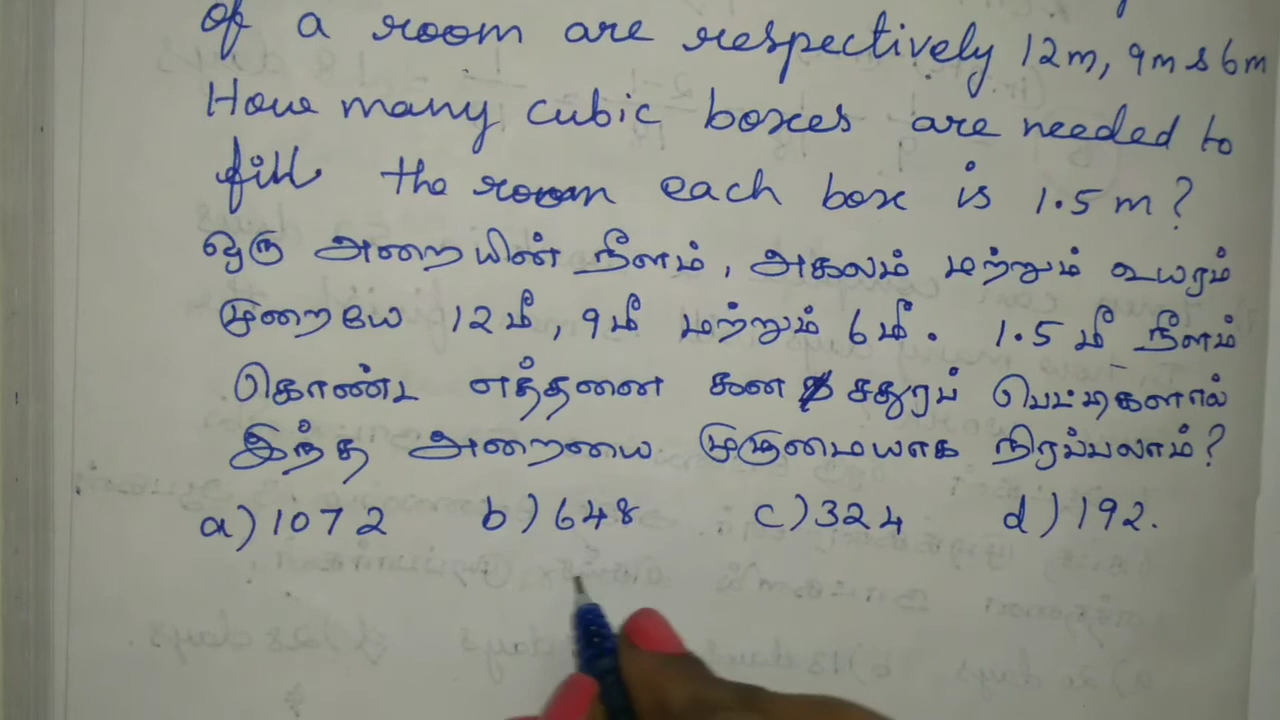 of a room are respectively 12m, 9m & 6m
How many cubic boxes are needed to
fill the room each box is 1.5m?
ஒரு அறையின் நீளம், அகலம் மற்றும் உயரம்
முறையே 12மீ, 9மீ மற்றும் 6மீ. 1.5மீ நீளம்
கொண்ட எத்தனை கன சதுரப் பெட்டிகளால்
இந்த அறையை முழுமையாக நிரப்பலாம்?
a) 1072 b) 648 c) 324 d) 192.